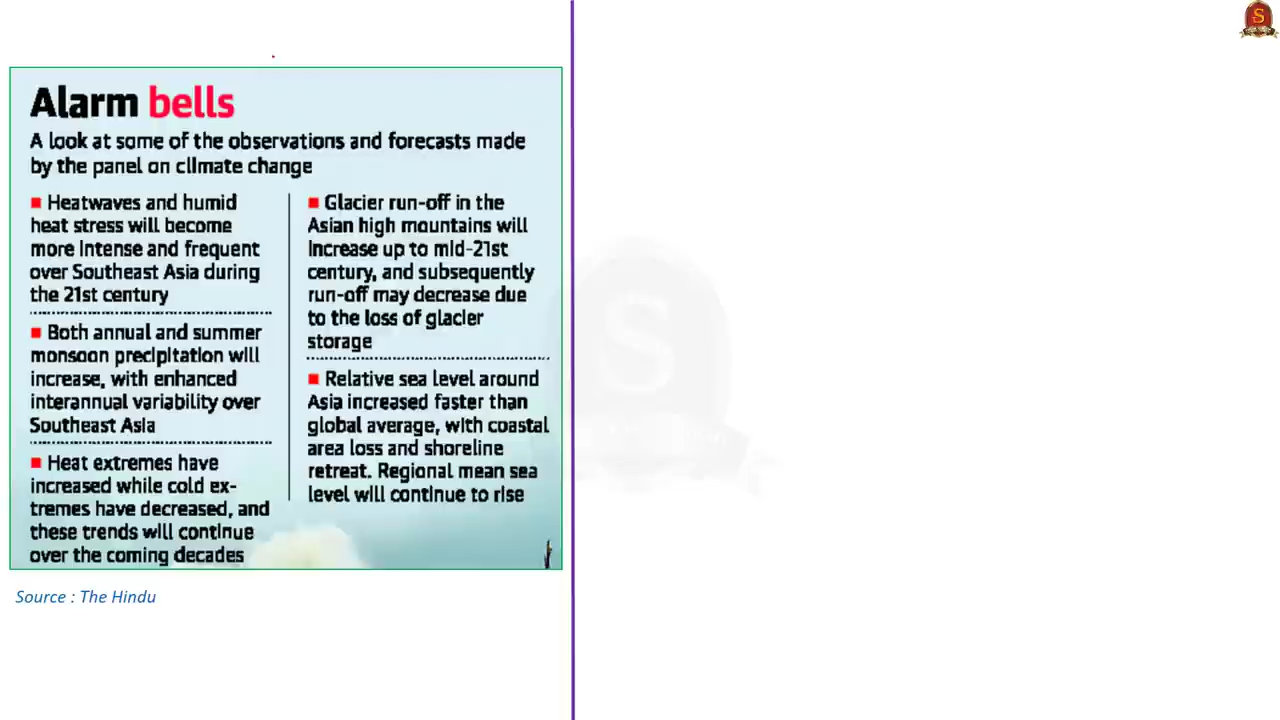 Alarm bells
A look at some of the observations and forecasts made
by the panel on climate change
■ Heatwaves and humid
heat stress will become
more intense and frequent
over Southeast Asia during
the 21st century
■ Both annual and summer
monsoon precipitation will
increase, with enhanced
interannual variability over
Southeast Asia
■ Heat extremes have
increased while cold ex-
tremes have decreased, and
these trends will continue
over the coming decades
■ Glacier run-off in the
Asian high mountains will
increase up to mid-21st
century, and subsequently
run-off may decrease due
to the loss of glacier
storage
■ Relative sea level around
Asia increased faster than
global average, with coastal
area loss and shoreline
retreat. Regional mean sea
level will continue to rise
Source : The Hindu
S
S